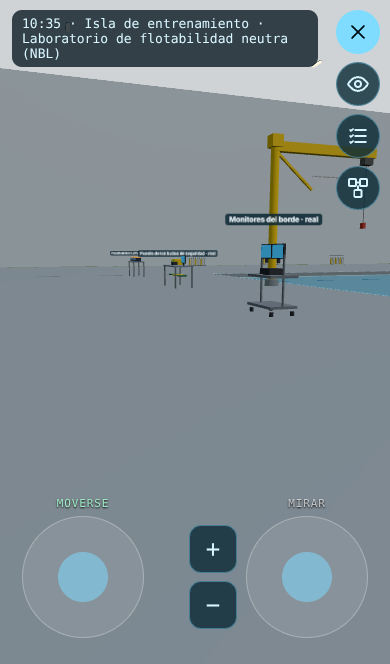 10:35 · Isla de entrenamiento ·
Laboratorio de flotabilidad neutra
(NBL)
Monitores del borde · real
MOVERSE
MIRAR
+
−